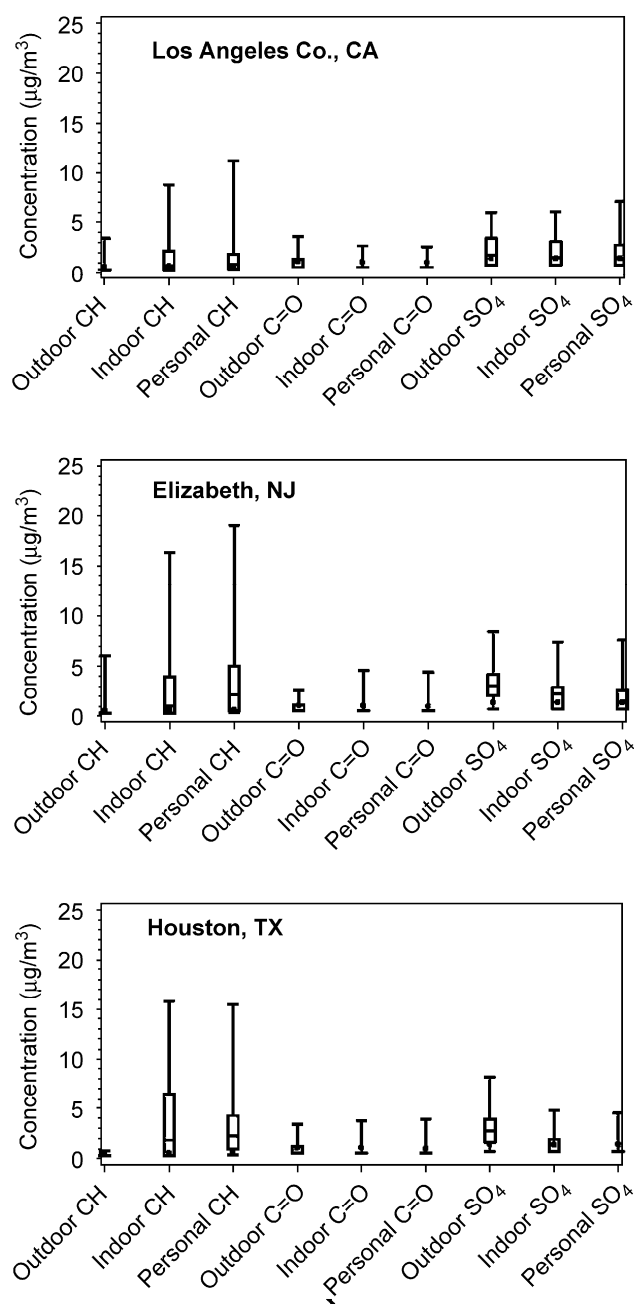 Los Angeles Co., CA
Concentration (µg/m³)
25
20
15
10
5
0
Outdoor CH
Indoor CH
Personal CH
Outdoor C=O
Indoor C=O
Personal C=O
Outdoor SO₄
Indoor SO₄
Personal SO₄
Elizabeth, NJ
Concentration (µg/m³)
25
20
15
10
5
0
Outdoor CH
Indoor CH
Personal CH
Outdoor C=O
Indoor C=O
Personal C=O
Outdoor SO₄
Indoor SO₄
Personal SO₄
Houston, TX
Concentration (µg/m³)
25
20
15
10
5
0
Outdoor CH
Indoor CH
Personal CH
Outdoor C=O
Indoor C=O
Personal C=O
Outdoor SO₄
Indoor SO₄
Personal SO₄